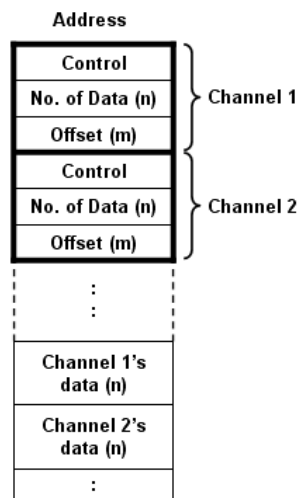 Address
Control
No. of Data (n)
Offset (m)
Channel 1
Control
No. of Data (n)
Offset (m)
Channel 2
:
:
Channel 1's
data (n)
Channel 2's
data (n)
: